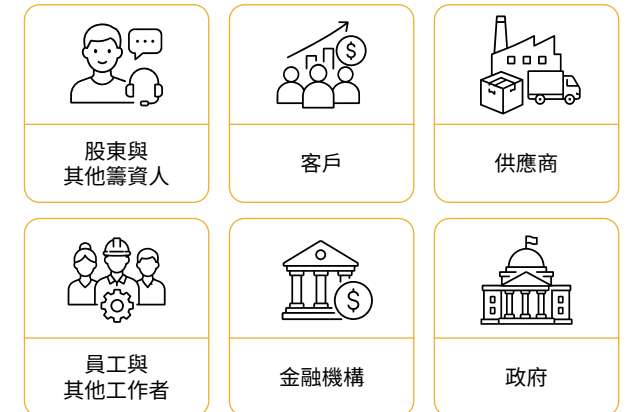 股東與
其他籌資人
客戶
供應商
員工與
其他工作者
金融機構
政府